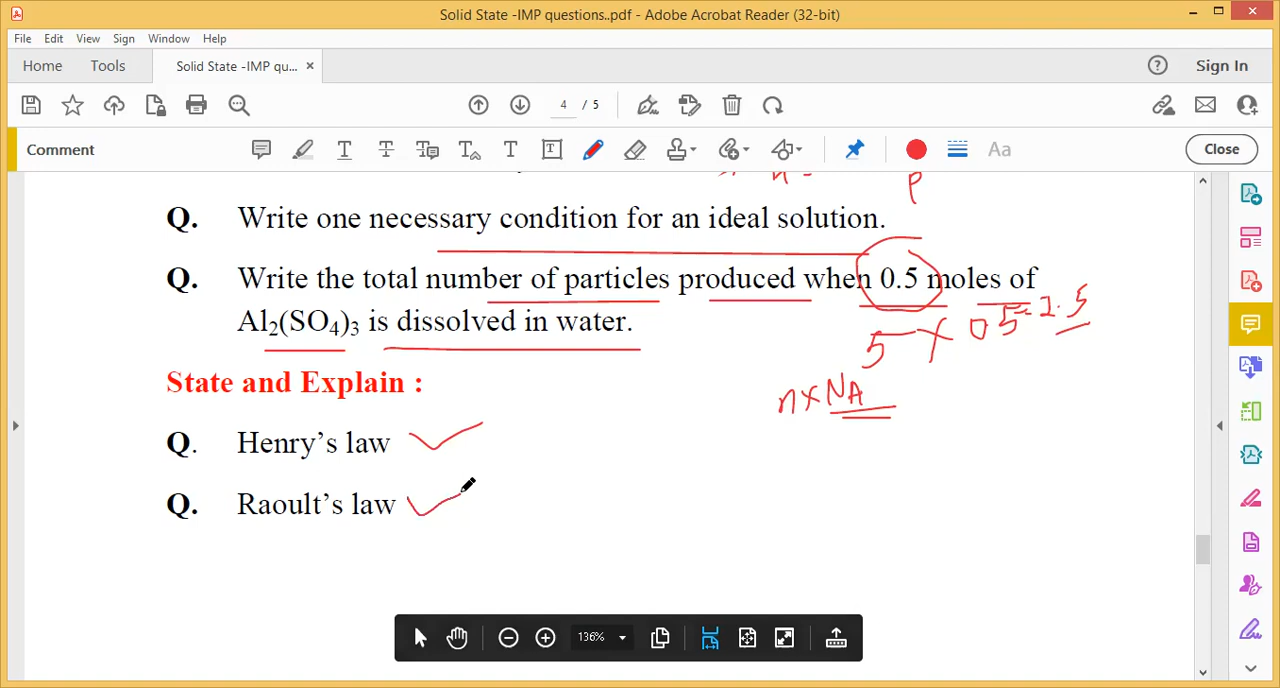 Solid State -IMP questions..pdf - Adobe Acrobat Reader (32-bit)
File Edit View Sign Window Help
Home Tools Solid State -IMP qu... × Sign In
4 / 5
Comment Close
p
Q. Write one necessary condition for an ideal solution.
Q. Write the total number of particles produced when 0.5 moles of
Al₂(SO₄)₃ is dissolved in water.
5 × 0.5 = 2.5
n×NA
State and Explain :
Q. Henry's law
Q. Raoult's law
136%